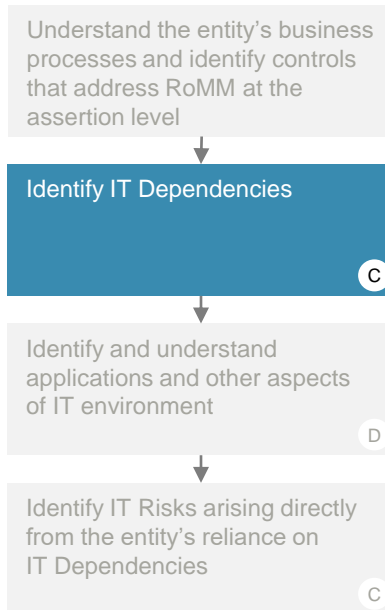 Understand the entity's business
processes and identify controls
that address RoMM at the
assertion level
Identify IT Dependencies
C
Identify and understand
applications and other aspects
of IT environment
D
Identify IT Risks arising directly
from the entity's reliance on
IT Dependencies
C